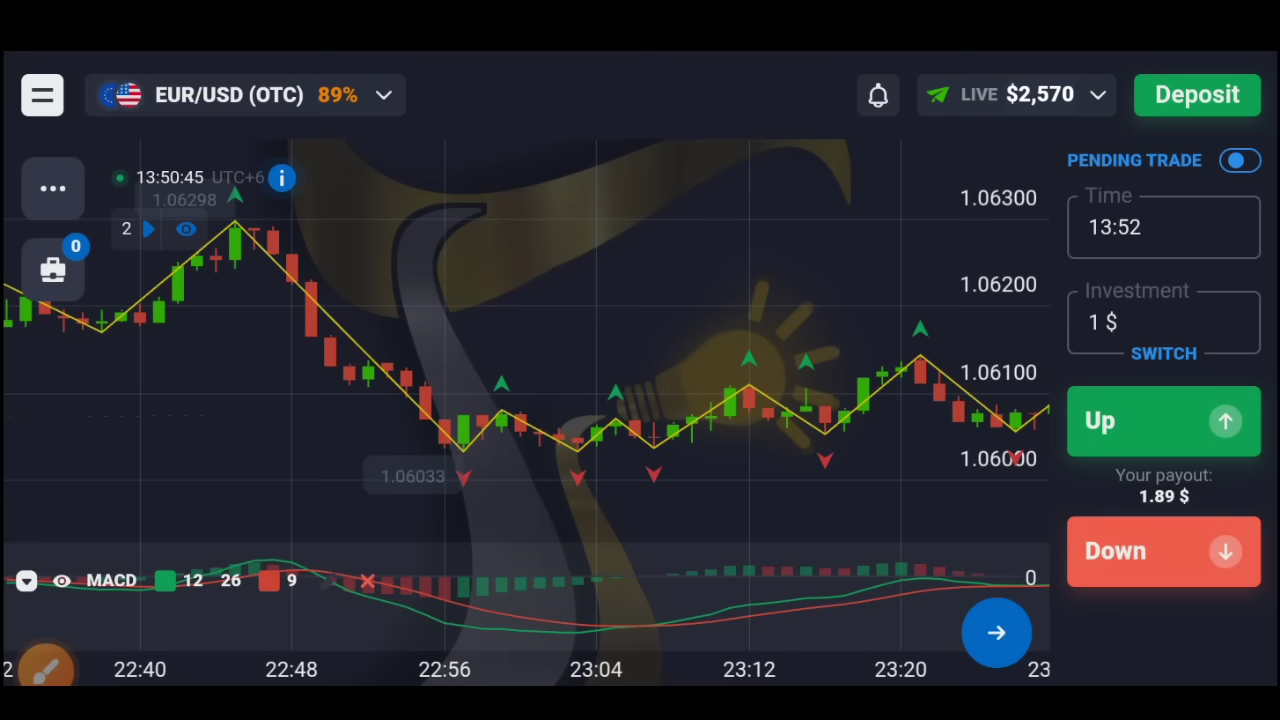 EUR/USD (OTC) 89%
LIVE $2,570
Deposit
13:50:45 UTC+6
1.06298
2
0
PENDING TRADE
Time
13:52
Investment
1 $
SWITCH
Up
Your payout:
1.89 $
Down
1.06300
1.06200
1.06100
1.06000
1.06033
MACD 12 26 9
0
2 22:40 22:48 22:56 23:04 23:12 23:20 23